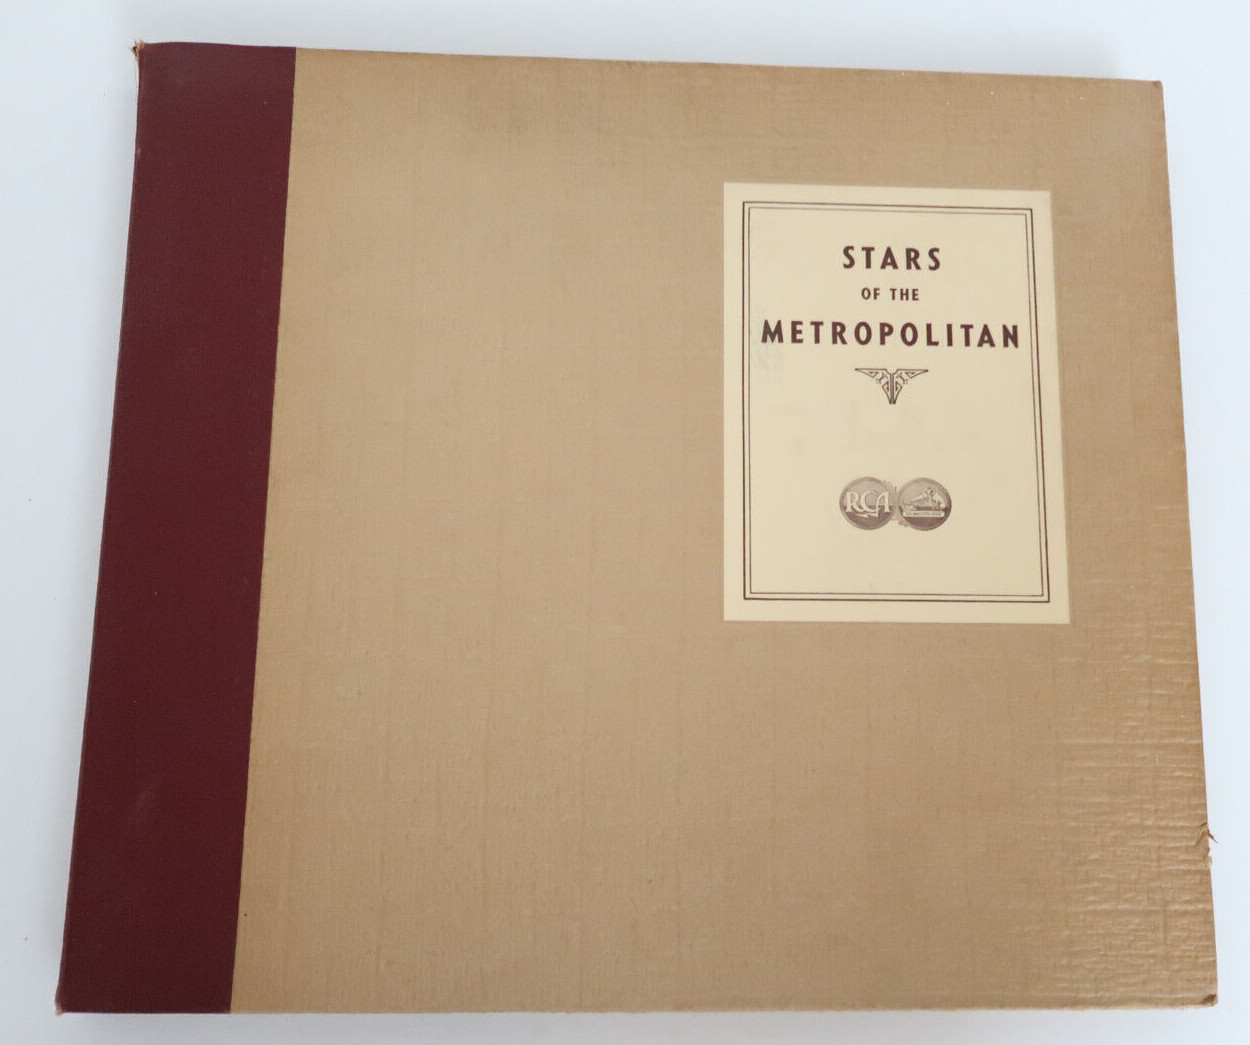 STARS
OF THE
METROPOLITAN
RCA